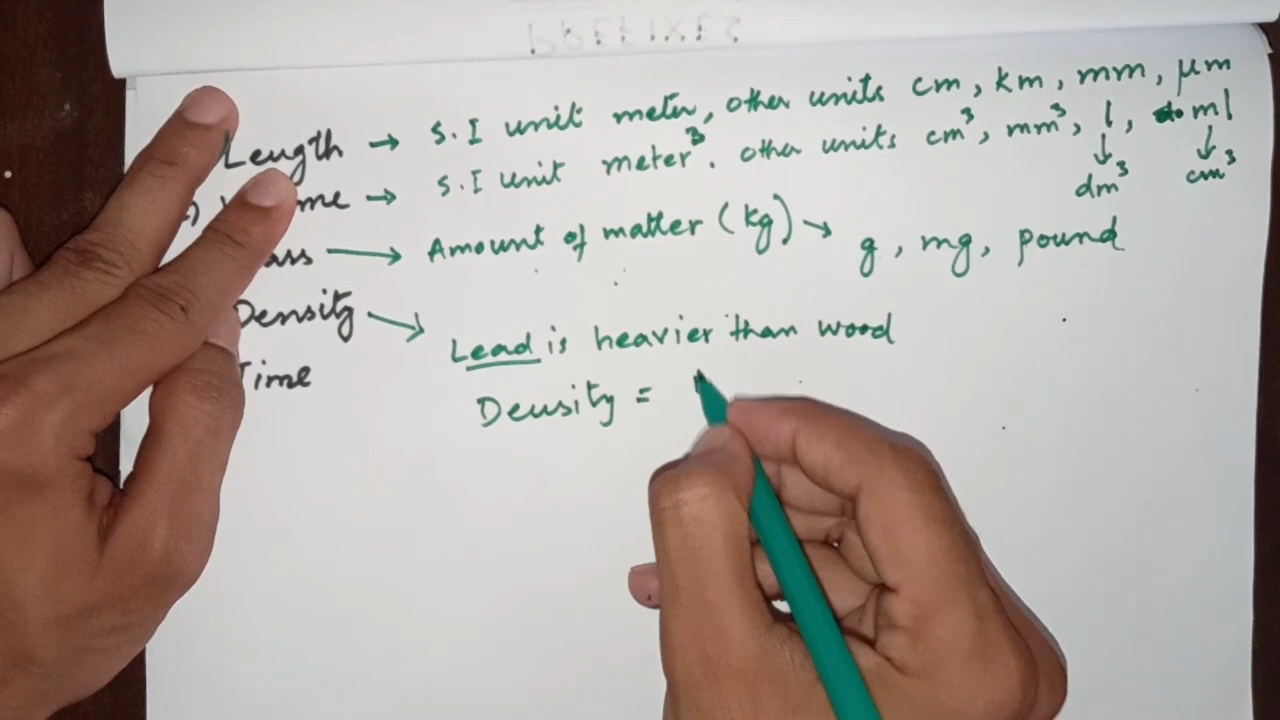 PREFIXES
Length → S.I unit meter, other units cm, km, mm, µm
→ S.I unit meter³. other units cm³, mm³, l, ml
↓ dm³ ↓ cm³
→ Amount of matter (kg) → g, mg, pound
Density → Lead is heavier than wood
Time
Density =